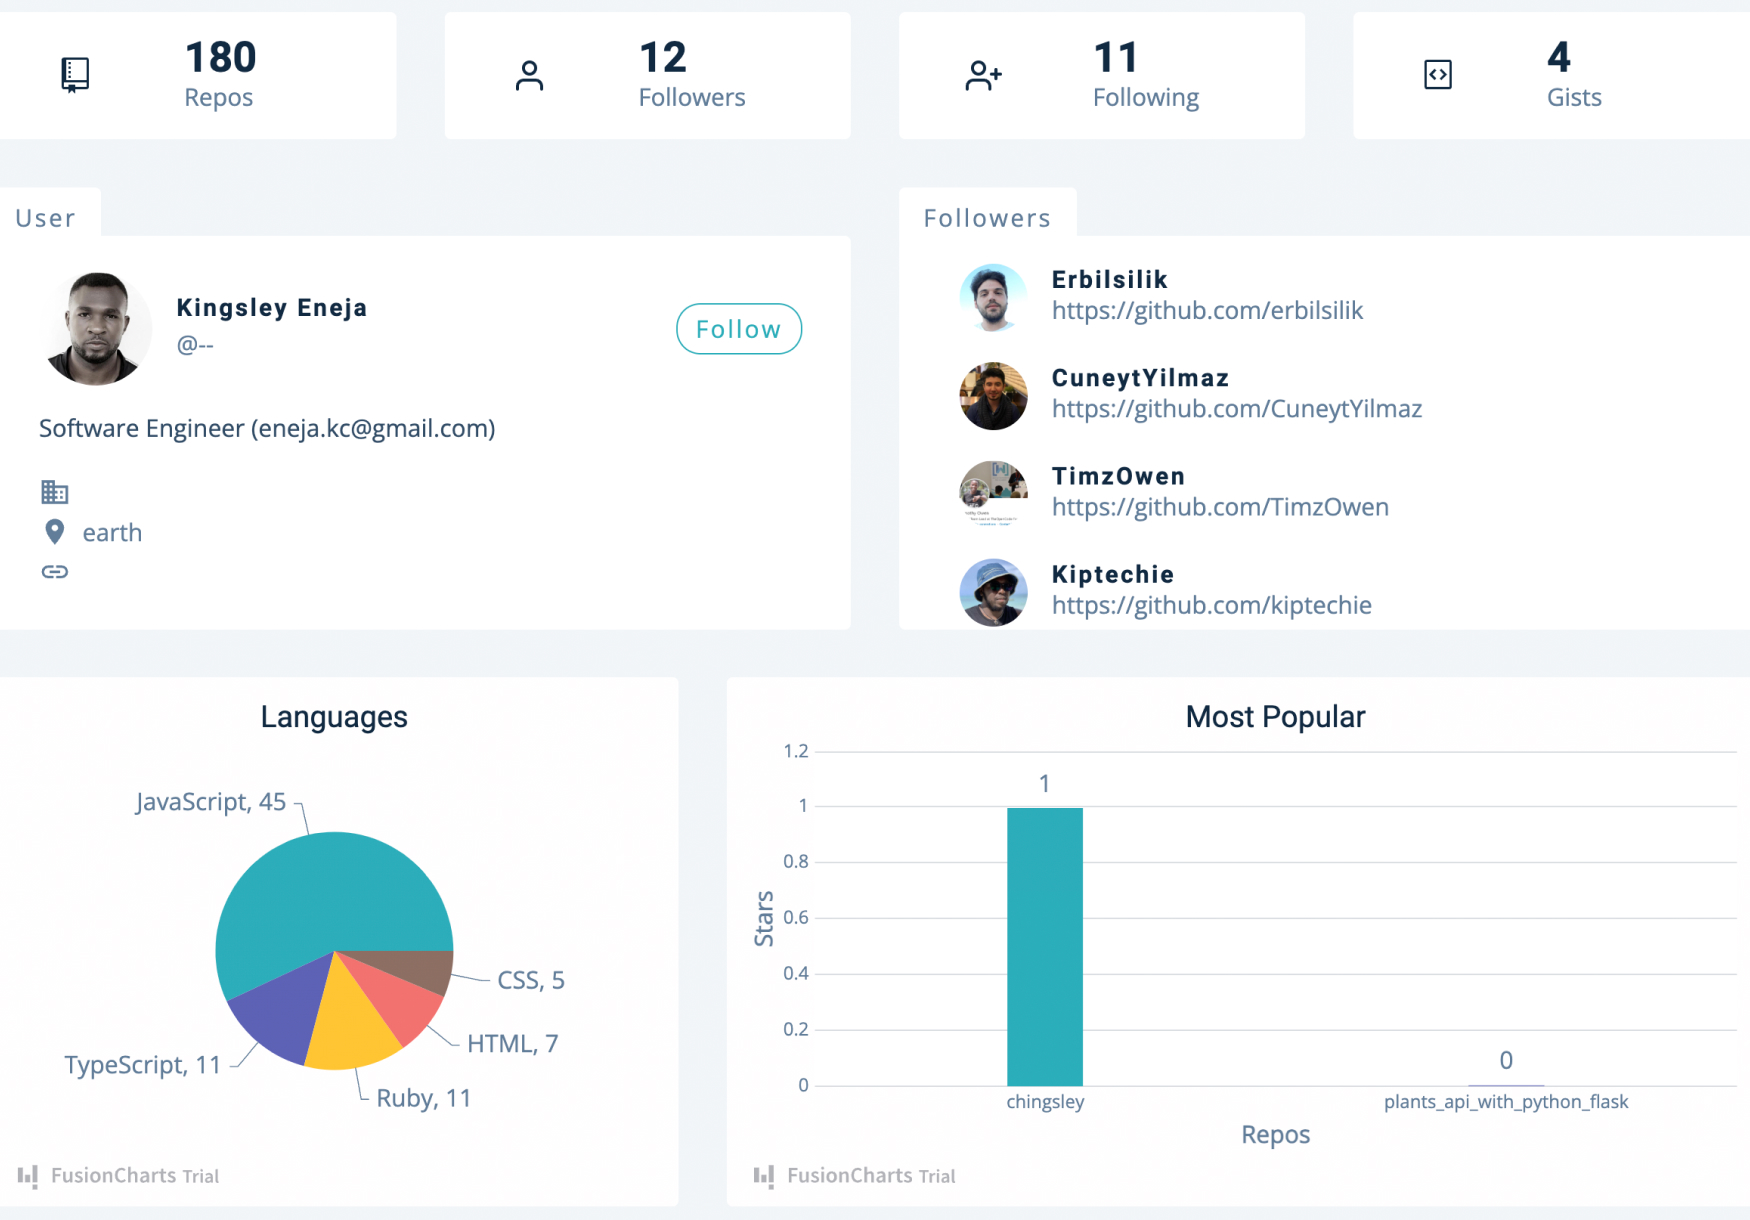 180
Repos
12
Followers
11
Following
4
Gists
User
Kingsley Eneja
@--
Follow
Software Engineer (eneja.kc@gmail.com)
earth
Followers
Erbilsilik
https://github.com/erbilsilik
CuneytYilmaz
https://github.com/CuneytYilmaz
TimzOwen
https://github.com/TimzOwen
Kiptechie
https://github.com/kiptechie
Languages
JavaScript, 45
CSS, 5
HTML, 7
TypeScript, 11
Ruby, 11
FusionCharts Trial
Most Popular
1.2
1
0.8
0.6
0.4
0.2
0
Stars
1
0
chingsley
plants_api_with_python_flask
Repos
FusionCharts Trial